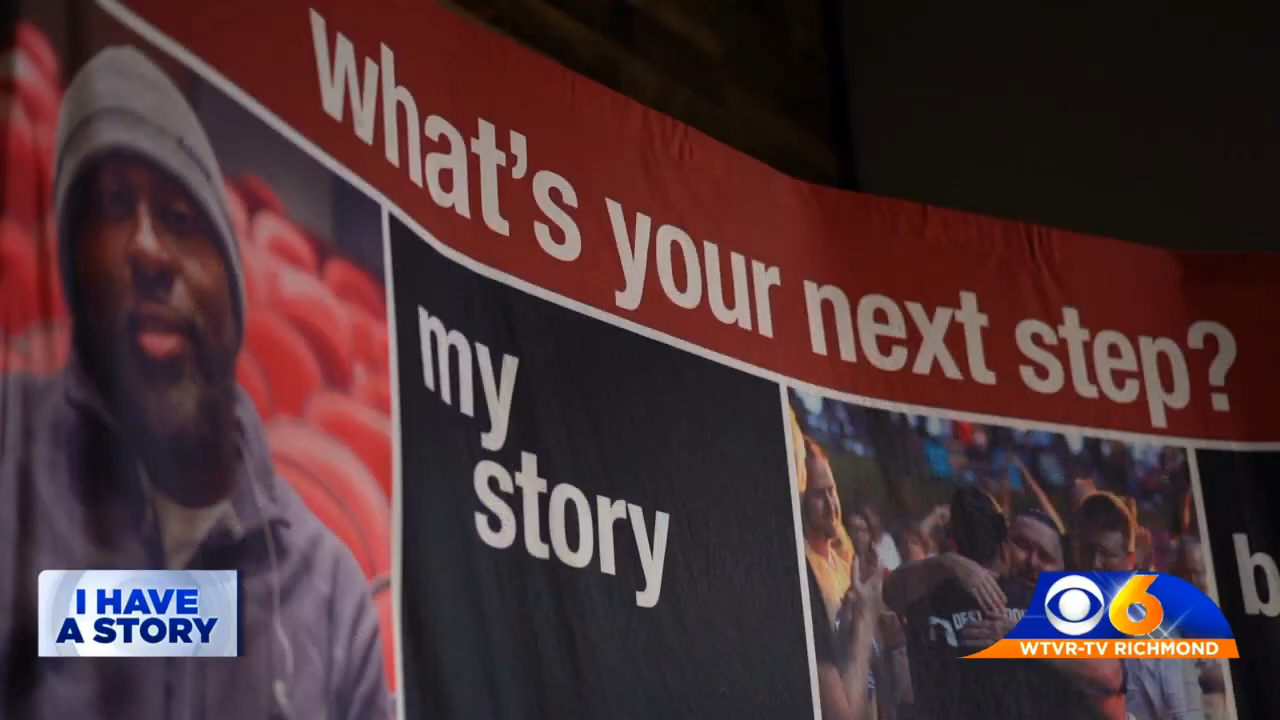 what's your next step?
my
story
b
I HAVE
A STORY
6
WTVR-TV RICHMOND